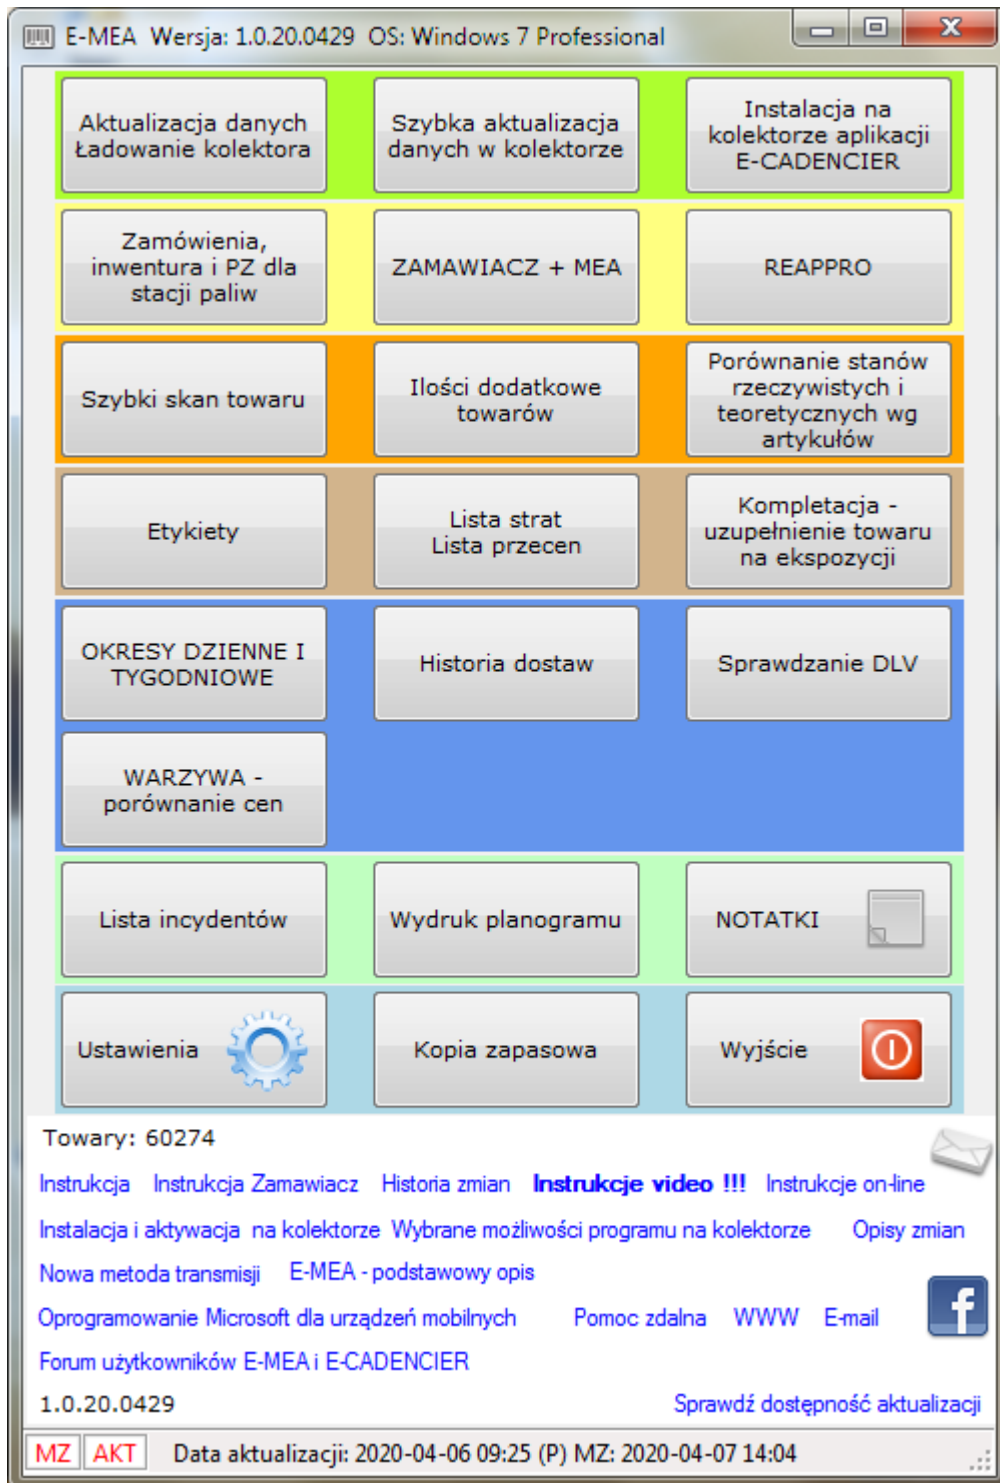 E-MEA Wersja: 1.0.20.0429 OS: Windows 7 Professional
Aktualizacja danych
Ładowanie kolektora
Szybka aktualizacja
danych w kolektorze
Instalacja na
kolektorze aplikacji
E-CADENCIER
Zamówienia,
inwentura i PZ dla
stacji paliw
ZAMAWIACZ + MEA
REAPPRO
Szybki skan towaru
Ilości dodatkowe
towarów
Porównanie stanów
rzeczywistych i
teoretycznych wg
artykułów
Etykiety
Lista strat
Lista przecen
Kompletacja -
uzupełnienie towaru
na ekspozycji
OKRESY DZIENNE I
TYGODNIOWE
Historia dostaw
Sprawdzanie DLV
WARZYWA -
porównanie cen
Lista incydentów
Wydruk planogramu
NOTATKI
Ustawienia
Kopia zapasowa
Wyjście
Towary: 60274
Instrukcja Instrukcja Zamawiacz Historia zmian Instrukcje video !!! Instrukcje on-line
Instalacja i aktywacja na kolektorze Wybrane możliwości programu na kolektorze Opisy zmian
Nowa metoda transmisji E-MEA - podstawowy opis
Oprogramowanie Microsoft dla urządzeń mobilnych Pomoc zdalna WWW E-mail
Forum użytkowników E-MEA i E-CADENCIER
1.0.20.0429 Sprawdź dostępność aktualizacji
MZ AKT Data aktualizacji: 2020-04-06 09:25 (P) MZ: 2020-04-07 14:04